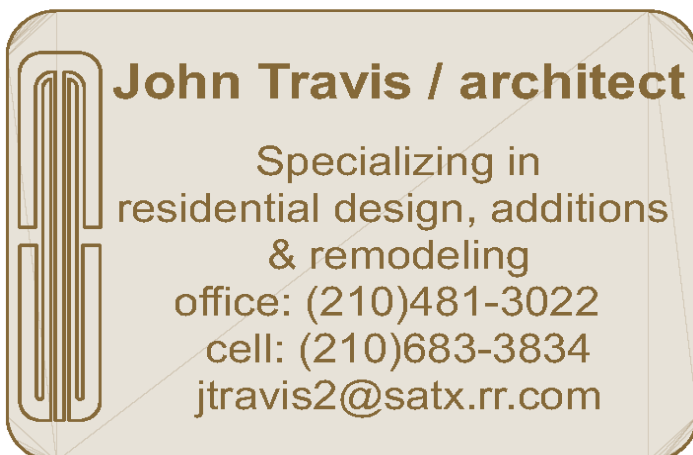 John Travis / architect
Specializing in
residential design, additions
& remodeling
office: (210)481-3022
cell: (210)683-3834
jtravis2@satx.rr.com